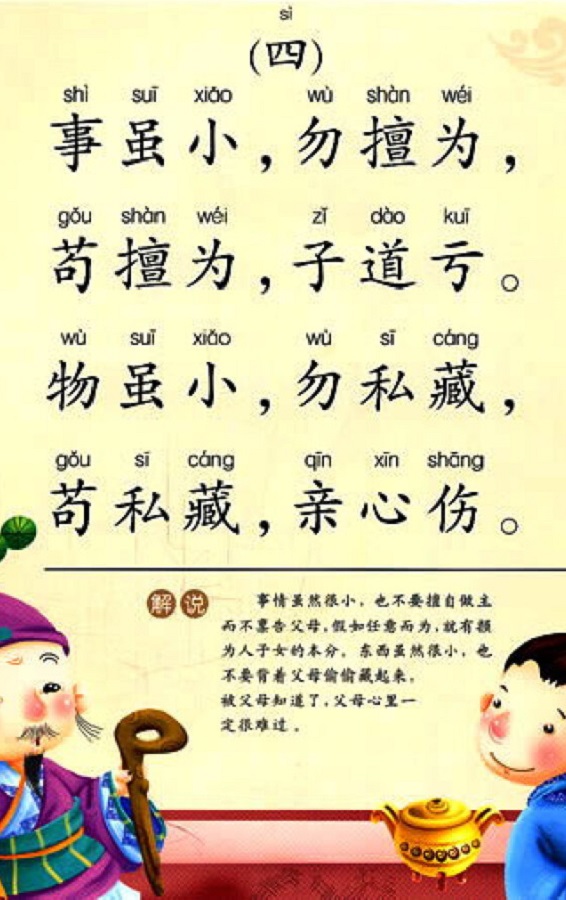 sì
(四)
shì suī xiǎo wù shàn wéi
事虽小，勿擅为，
gǒu shàn wéi zǐ dào kuī
苟擅为，子道亏。
wù suī xiǎo wù sī cáng
物虽小，勿私藏，
gǒu sī cáng qīn xīn shāng
苟私藏，亲心伤。
解说
事情虽然很小，也不要擅自做主
而不禀告父母，假如任意而为，就有损
为人子女的本分。东西虽然很小，也
不要背着父母偷偷藏起来，
被父母知道了，父母心里一
定很难过。